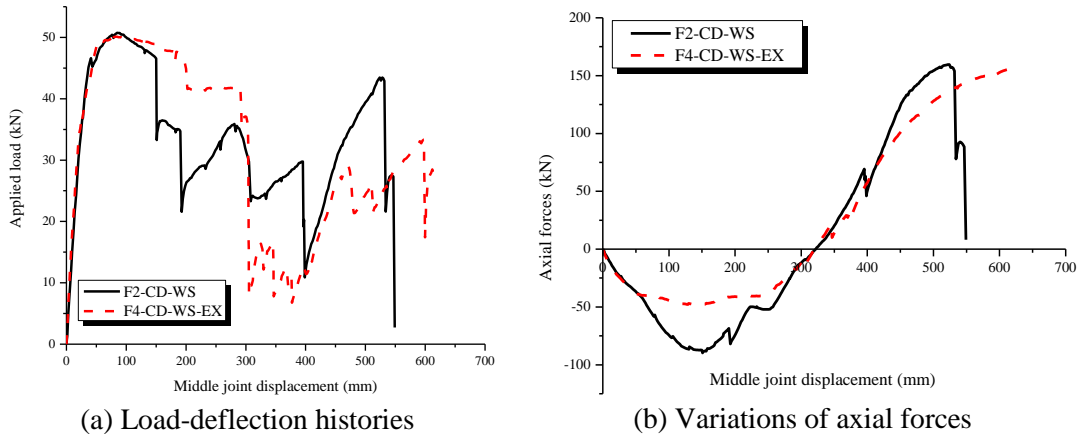 Applied load (kN)
50
40
30
20
10
0
F2-CD-WS
F4-CD-WS-EX
0 100 200 300 400 500 600 700
Middle joint displacement (mm)
(a) Load-deflection histories
Axial forces (kN)
200
150
100
50
0
-50
-100
F2-CD-WS
F4-CD-WS-EX
0 100 200 300 400 500 600 700
Middle joint displacement (mm)
(b) Variations of axial forces